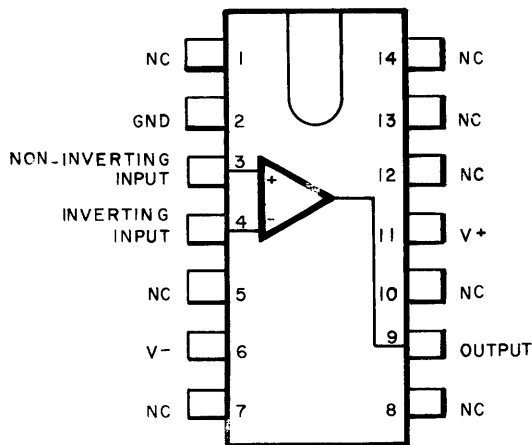 NC 1 14 NC
GND 2 13 NC
NON-INVERTING
INPUT 3 + 12 NC
INVERTING
INPUT 4 - 11 V+
NC 5 10 NC
V- 6 9 OUTPUT
NC 7 8 NC